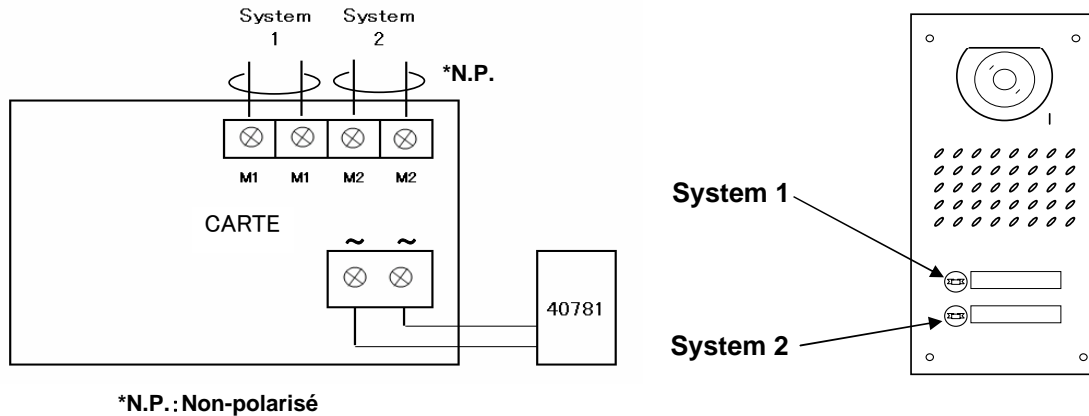 System 1
System 2
*N.P.
M1 M1 M2 M2
CARTE
~ ~
40781
*N.P.:Non-polarisé
System 1
System 2